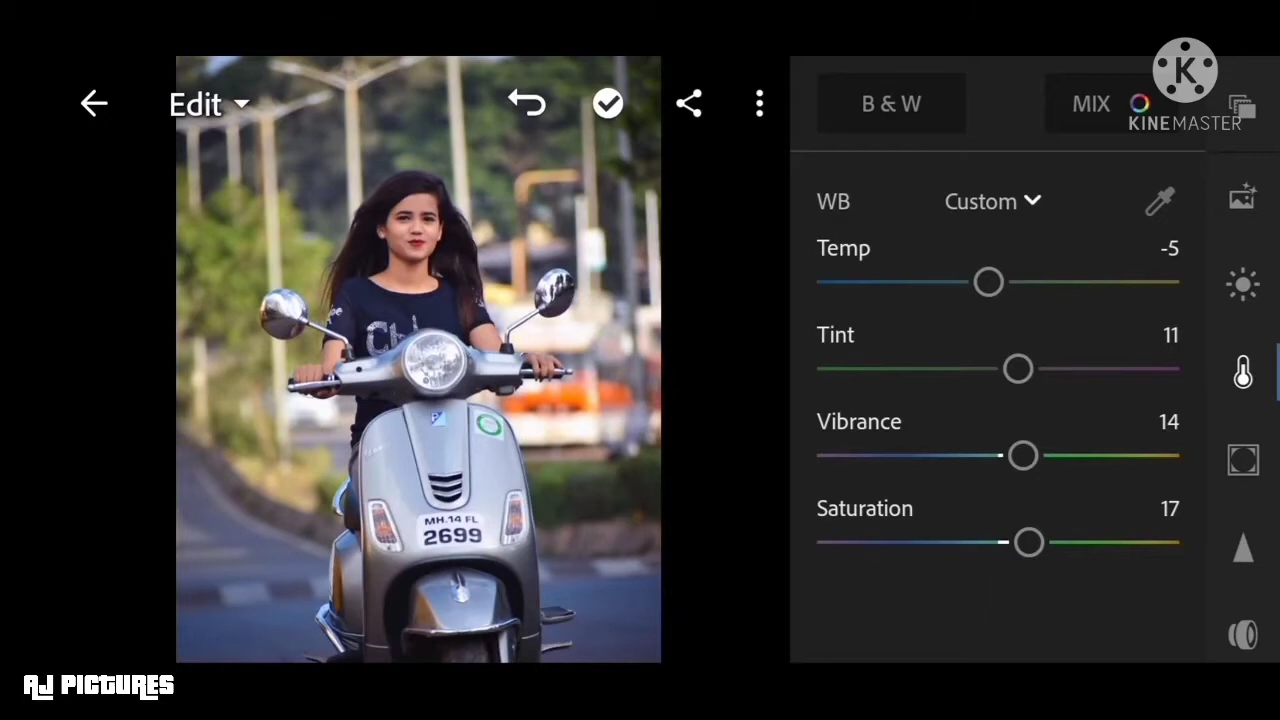 Edit
B & W
MIX
K
KINEMASTER
WB
Custom
Temp
-5
Tint
11
Vibrance
14
Saturation
17
MH.14 FL
2699
AJ PICTURES